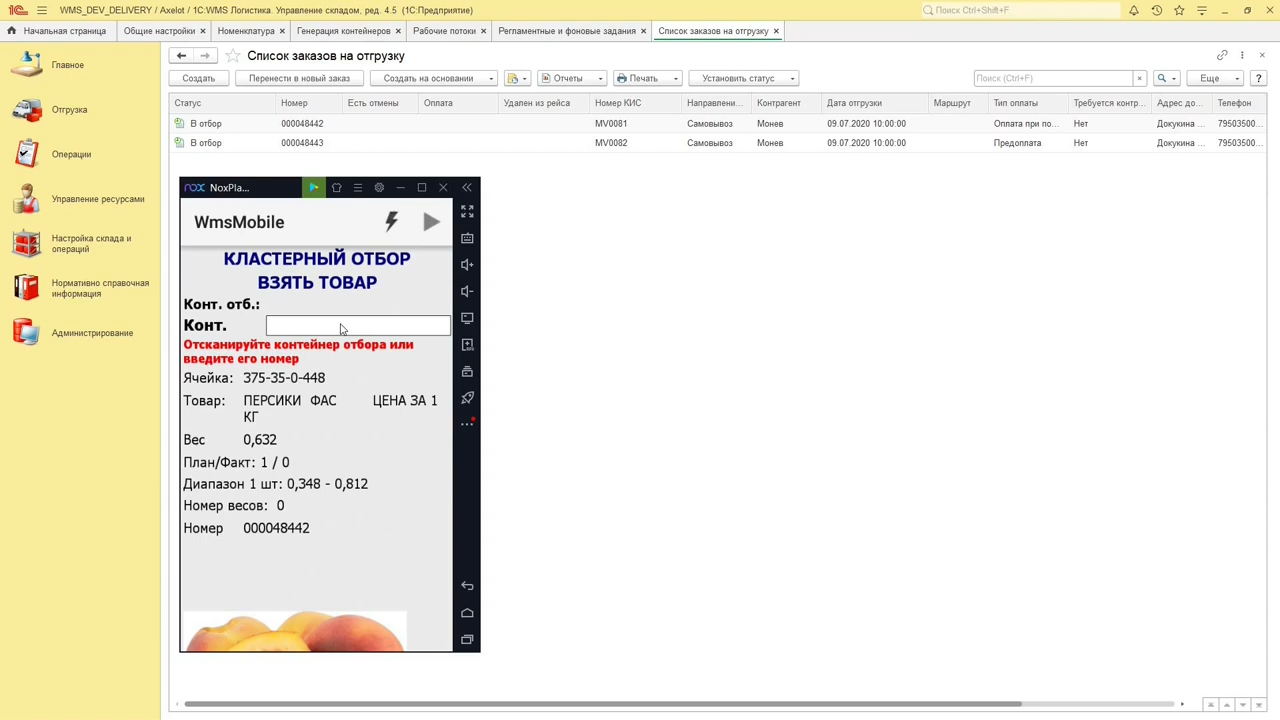 WMS_DEV_DELIVERY / Axelot / 1С:WMS Логистика. Управление складом, ред. 4.5 (1С:Предприятие)
Поиск Ctrl+Shift+F
Начальная страница
Общие настройки ×
Номенклатура ×
Генерация контейнеров ×
Рабочие потоки ×
Регламентные и фоновые задания ×
Список заказов на отгрузку ×
Главное
Отгрузка
Операции
Управление ресурсами
Настройка склада и
операций
Нормативно справочная
информация
Администрирование
Список заказов на отгрузку
Создать
Перенести в новый заказ
Создать на основании
Отчеты
Печать
Установить статус
Поиск (Ctrl+F)
×
Еще
?
Статус Номер Есть отмены Оплата Удален из рейса Номер КИС Направлени... Контрагент Дата отгрузки Маршрут Тип оплаты Требуется контр... Адрес до... Телефон
В отбор 000048442 MV0081 Самовывоз Монев 09.07.2020 10:00:00 Оплата при по... Нет Докукина ... 79503500...
В отбор 000048443 MV0082 Самовывоз Монев 09.07.2020 10:00:00 Предоплата Нет Докукина ... 79503500...
nox NoxPla...
WmsMobile
КЛАСТЕРНЫЙ ОТБОР
ВЗЯТЬ ТОВАР
Конт. отб.:
Конт.
Отсканируйте контейнер отбора или
введите его номер
Ячейка: 375-35-0-448
Товар: ПЕРСИКИ ФАС ЦЕНА ЗА 1
КГ
Вес 0,632
План/Факт: 1 / 0
Диапазон 1 шт: 0,348 - 0,812
Номер весов: 0
Номер 000048442